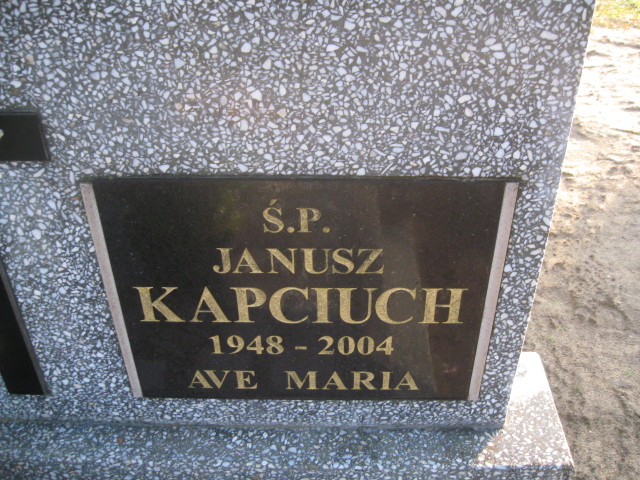 Ś.P.
JANUSZ
KAPCIUCH
1948 - 2004
AVE MARIA